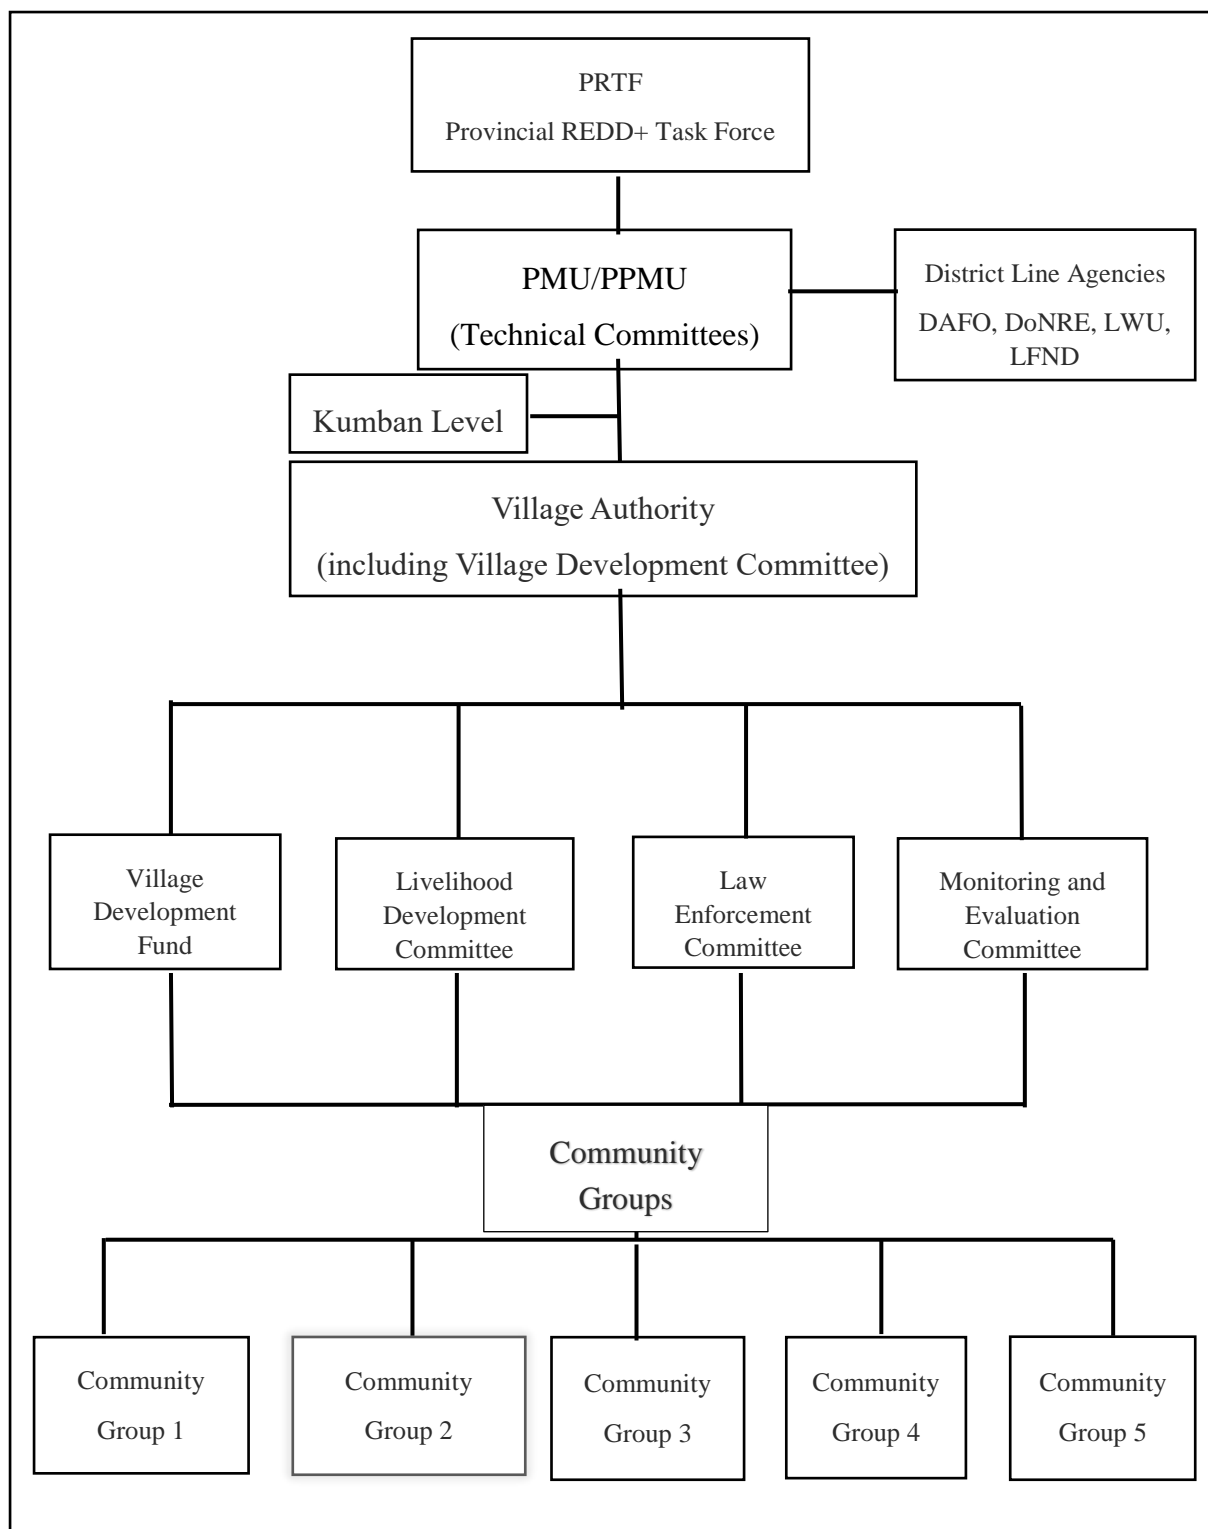 PRTF
Provincial REDD+ Task Force
PMU/PPMU
(Technical Committees)
District Line Agencies
DAFO, DoNRE, LWU,
LFND
Kumban Level
Village Authority
(including Village Development Committee)
Village
Development
Fund
Livelihood
Development
Committee
Law
Enforcement
Committee
Monitoring and
Evaluation
Committee
Community
Groups
Community
Group 1
Community
Group 2
Community
Group 3
Community
Group 4
Community
Group 5